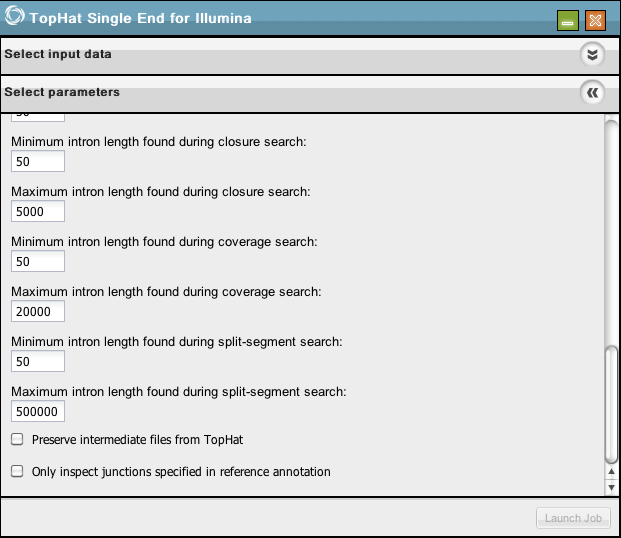 TopHat Single End for Illumina
Select input data
Select parameters
Minimum intron length found during closure search:
50
Maximum intron length found during closure search:
5000
Minimum intron length found during coverage search:
50
Maximum intron length found during coverage search:
20000
Minimum intron length found during split-segment search:
50
Maximum intron length found during split-segment search:
500000
Preserve intermediate files from TopHat
Only inspect junctions specified in reference annotation
Launch Job